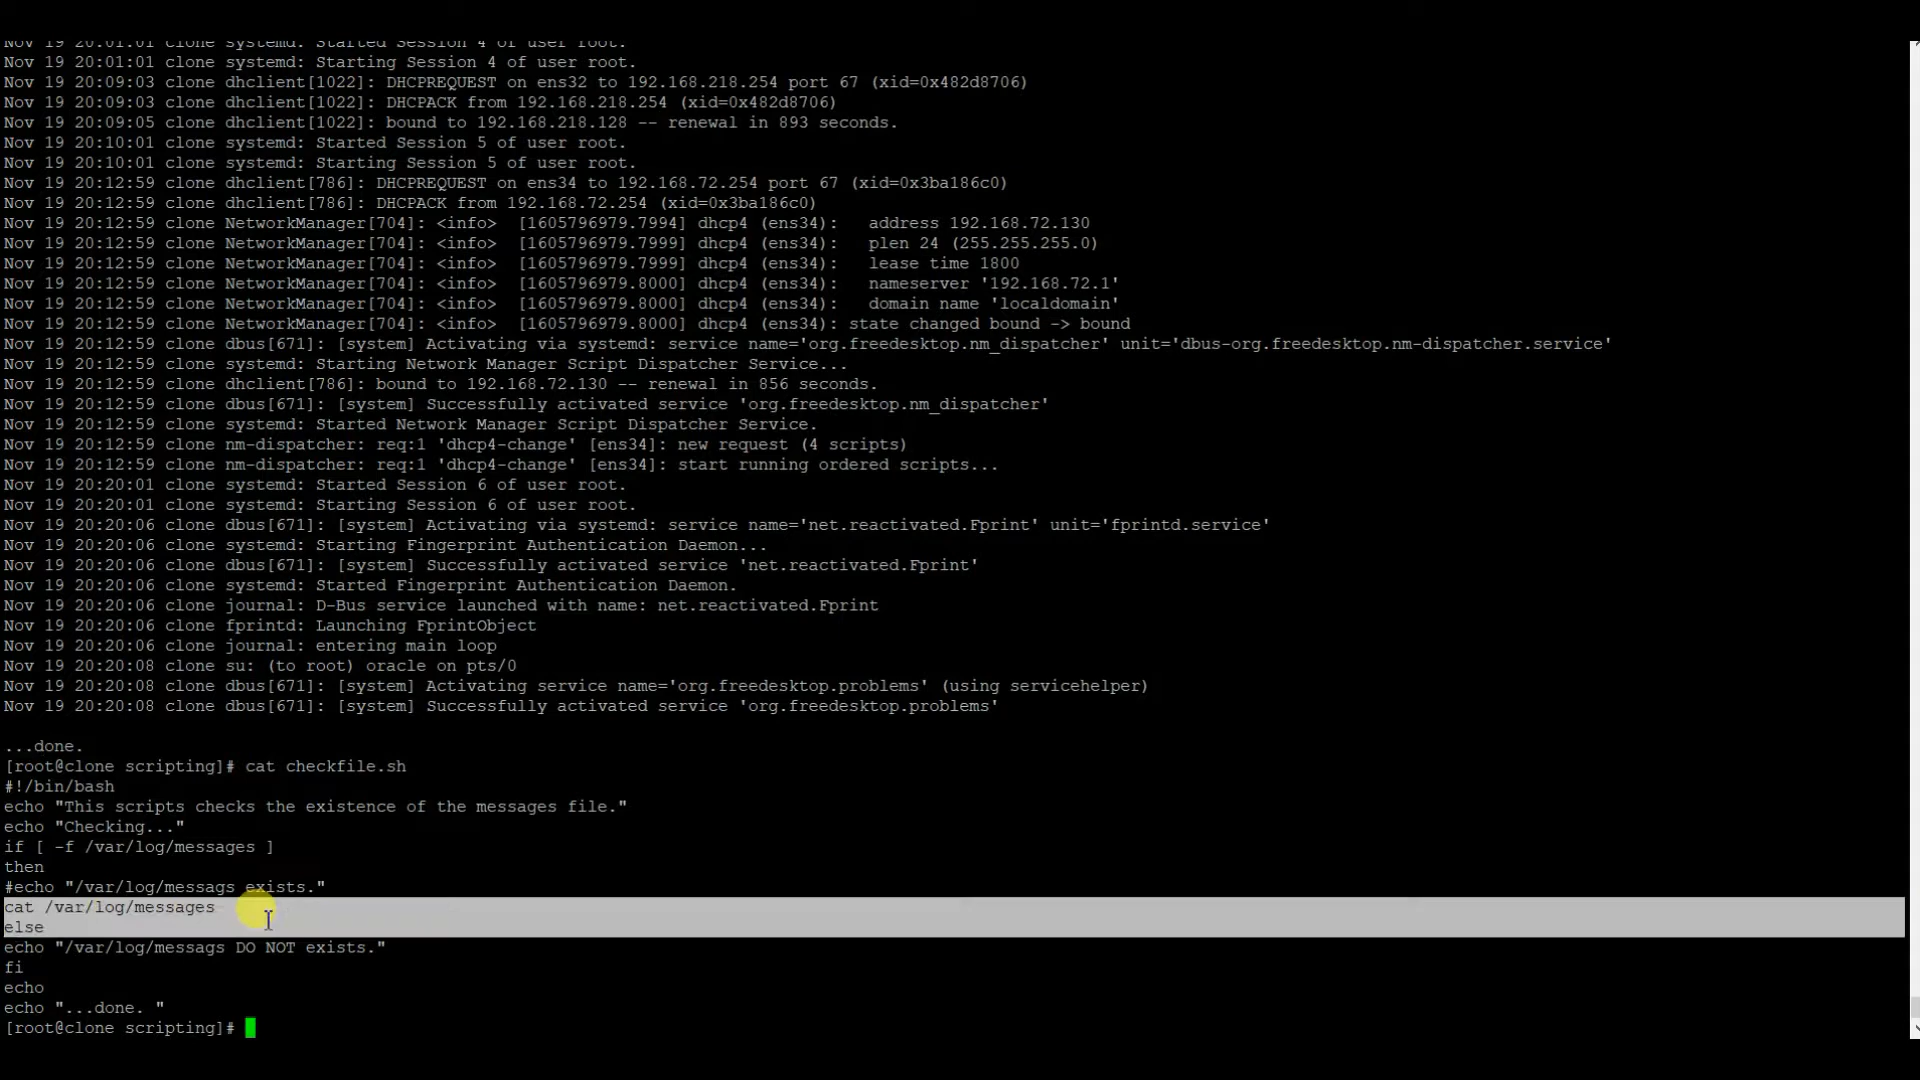 Nov 19 20:01:01 clone systemd: Started Session 4 of user root.
Nov 19 20:01:01 clone systemd: Starting Session 4 of user root.
Nov 19 20:09:03 clone dhclient[1022]: DHCPREQUEST on ens32 to 192.168.218.254 port 67 (xid=0x482d8706)
Nov 19 20:09:03 clone dhclient[1022]: DHCPACK from 192.168.218.254 (xid=0x482d8706)
Nov 19 20:09:05 clone dhclient[1022]: bound to 192.168.218.128 -- renewal in 893 seconds.
Nov 19 20:10:01 clone systemd: Started Session 5 of user root.
Nov 19 20:10:01 clone systemd: Starting Session 5 of user root.
Nov 19 20:12:59 clone dhclient[786]: DHCPREQUEST on ens34 to 192.168.72.254 port 67 (xid=0x3ba186c0)
Nov 19 20:12:59 clone dhclient[786]: DHCPACK from 192.168.72.254 (xid=0x3ba186c0)
Nov 19 20:12:59 clone NetworkManager[704]: <info>  [1605796979.7994] dhcp4 (ens34):   address 192.168.72.130
Nov 19 20:12:59 clone NetworkManager[704]: <info>  [1605796979.7999] dhcp4 (ens34):   plen 24 (255.255.255.0)
Nov 19 20:12:59 clone NetworkManager[704]: <info>  [1605796979.7999] dhcp4 (ens34):   lease time 1800
Nov 19 20:12:59 clone NetworkManager[704]: <info>  [1605796979.8000] dhcp4 (ens34):   nameserver '192.168.72.1'
Nov 19 20:12:59 clone NetworkManager[704]: <info>  [1605796979.8000] dhcp4 (ens34):   domain name 'localdomain'
Nov 19 20:12:59 clone NetworkManager[704]: <info>  [1605796979.8000] dhcp4 (ens34): state changed bound -> bound
Nov 19 20:12:59 clone dbus[671]: [system] Activating via systemd: service name='org.freedesktop.nm_dispatcher' unit='dbus-org.freedesktop.nm-dispatcher.service'
Nov 19 20:12:59 clone systemd: Starting Network Manager Script Dispatcher Service...
Nov 19 20:12:59 clone dhclient[786]: bound to 192.168.72.130 -- renewal in 856 seconds.
Nov 19 20:12:59 clone dbus[671]: [system] Successfully activated service 'org.freedesktop.nm_dispatcher'
Nov 19 20:12:59 clone systemd: Started Network Manager Script Dispatcher Service.
Nov 19 20:12:59 clone nm-dispatcher: req:1 'dhcp4-change' [ens34]: new request (4 scripts)
Nov 19 20:12:59 clone nm-dispatcher: req:1 'dhcp4-change' [ens34]: start running ordered scripts...
Nov 19 20:20:01 clone systemd: Started Session 6 of user root.
Nov 19 20:20:01 clone systemd: Starting Session 6 of user root.
Nov 19 20:20:06 clone dbus[671]: [system] Activating via systemd: service name='net.reactivated.Fprint' unit='fprintd.service'
Nov 19 20:20:06 clone systemd: Starting Fingerprint Authentication Daemon...
Nov 19 20:20:06 clone dbus[671]: [system] Successfully activated service 'net.reactivated.Fprint'
Nov 19 20:20:06 clone systemd: Started Fingerprint Authentication Daemon.
Nov 19 20:20:06 clone journal: D-Bus service launched with name: net.reactivated.Fprint
Nov 19 20:20:06 clone fprintd: Launching FprintObject
Nov 19 20:20:06 clone journal: entering main loop
Nov 19 20:20:08 clone su: (to root) oracle on pts/0
Nov 19 20:20:08 clone dbus[671]: [system] Activating service name='org.freedesktop.problems' (using servicehelper)
Nov 19 20:20:08 clone dbus[671]: [system] Successfully activated service 'org.freedesktop.problems'
...done.
[root@clone scripting]# cat checkfile.sh
#!/bin/bash
echo "This scripts checks the existence of the messages file."
echo "Checking..."
if [ -f /var/log/messages ]
then
#echo "/var/log/messags exists."
cat /var/log/messages
else
echo "/var/log/messags DO NOT exists."
fi
echo
echo "...done. "
[root@clone scripting]#